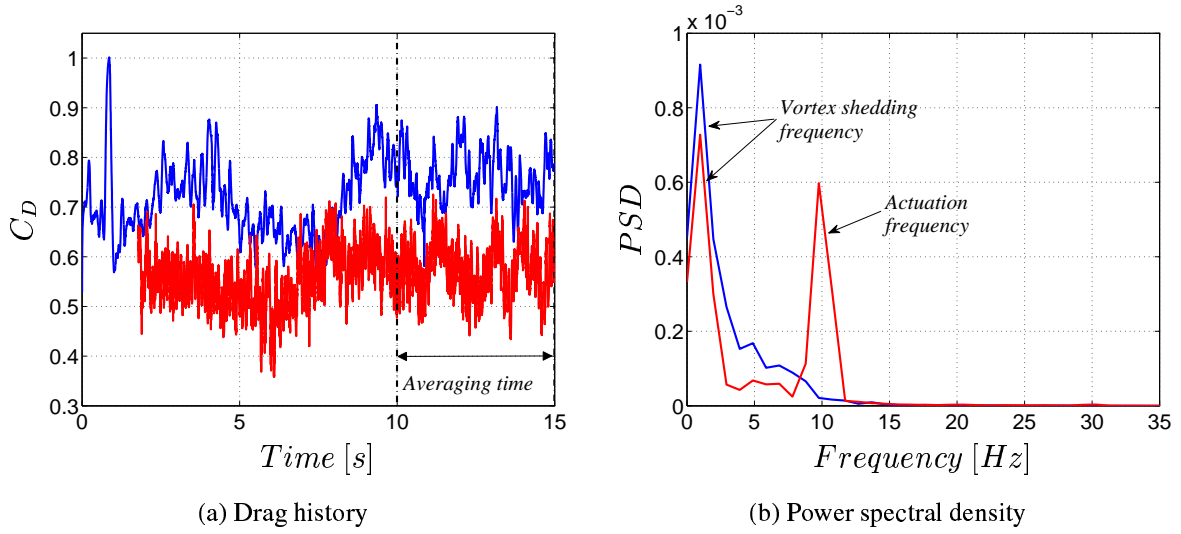 1
0.9
0.8
0.7
0.6
0.5
0.4
0.3
C_D
0 5 10 15
Averaging time
Time [s]
(a) Drag history
1 x 10^-3
0.8
0.6
0.4
0.2
0
PSD
Vortex shedding
frequency
Actuation
frequency
0 5 10 15 20 25 30 35
Frequency [Hz]
(b) Power spectral density